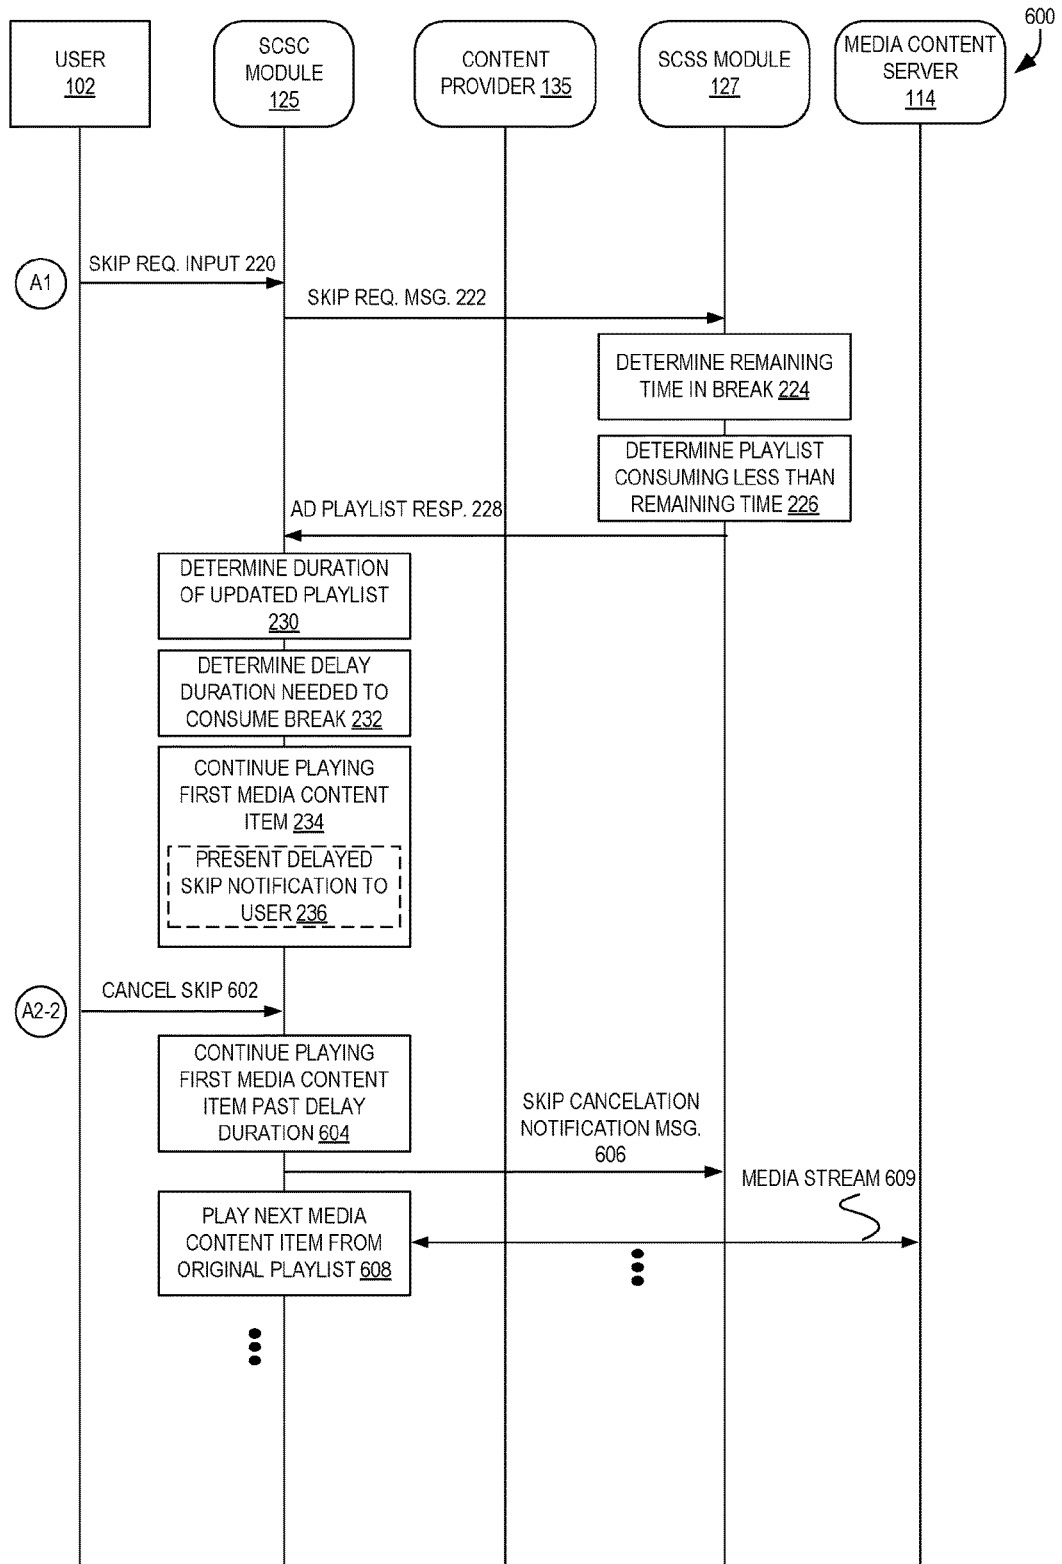 600
USER
102
SCSC
MODULE
125
CONTENT
PROVIDER 135
SCSS MODULE
127
MEDIA CONTENT
SERVER
114
A1
SKIP REQ. INPUT 220
SKIP REQ. MSG. 222
DETERMINE REMAINING
TIME IN BREAK 224
DETERMINE PLAYLIST
CONSUMING LESS THAN
REMAINING TIME 226
AD PLAYLIST RESP. 228
DETERMINE DURATION
OF UPDATED PLAYLIST
230
DETERMINE DELAY
DURATION NEEDED TO
CONSUME BREAK 232
CONTINUE PLAYING
FIRST MEDIA CONTENT
ITEM 234
PRESENT DELAYED
SKIP NOTIFICATION TO
USER 236
A2-2
CANCEL SKIP 602
CONTINUE PLAYING
FIRST MEDIA CONTENT
ITEM PAST DELAY
DURATION 604
SKIP CANCELATION
NOTIFICATION MSG.
606
MEDIA STREAM 609
PLAY NEXT MEDIA
CONTENT ITEM FROM
ORIGINAL PLAYLIST 608